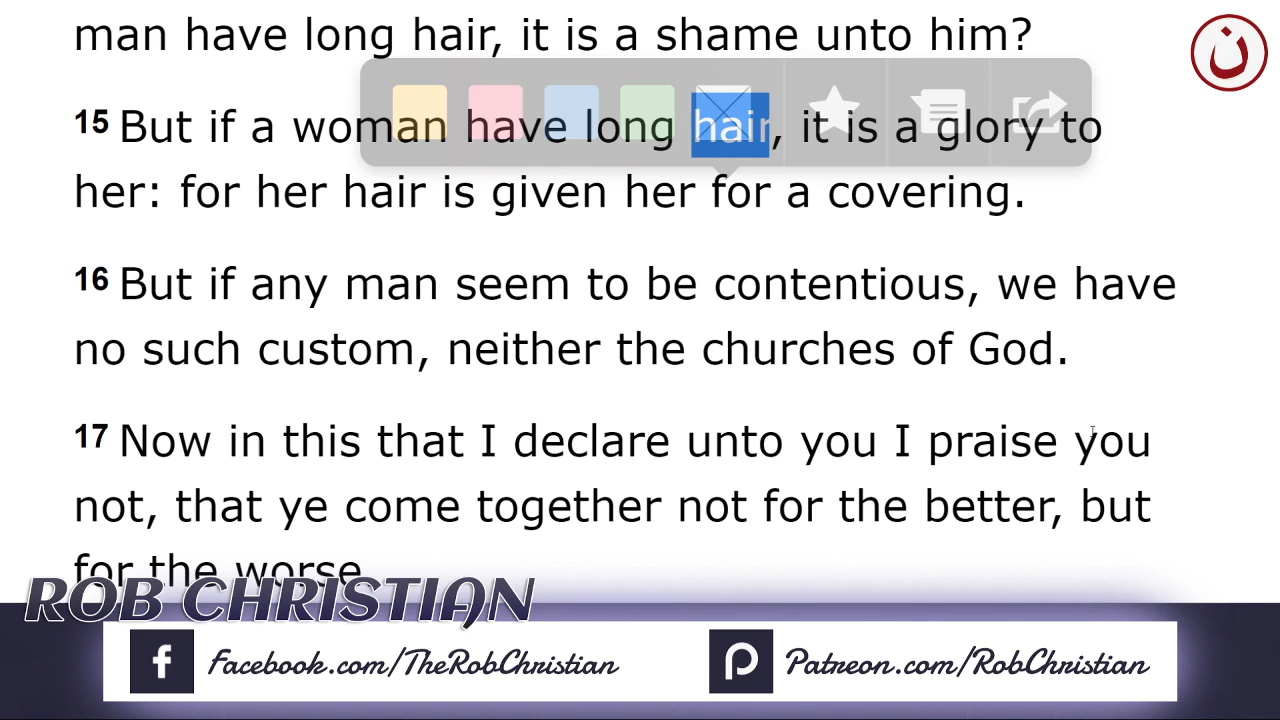 man have long hair, it is a shame unto him?
15 But if a woman have long hair, it is a glory to
her: for her hair is given her for a covering.
16 But if any man seem to be contentious, we have
no such custom, neither the churches of God.
17 Now in this that I declare unto you I praise you
not, that ye come together not for the better, but
for the worse
ROB CHRISTIAN
Facebook.com/TheRobChristian
Patreon.com/RobChristian
ن